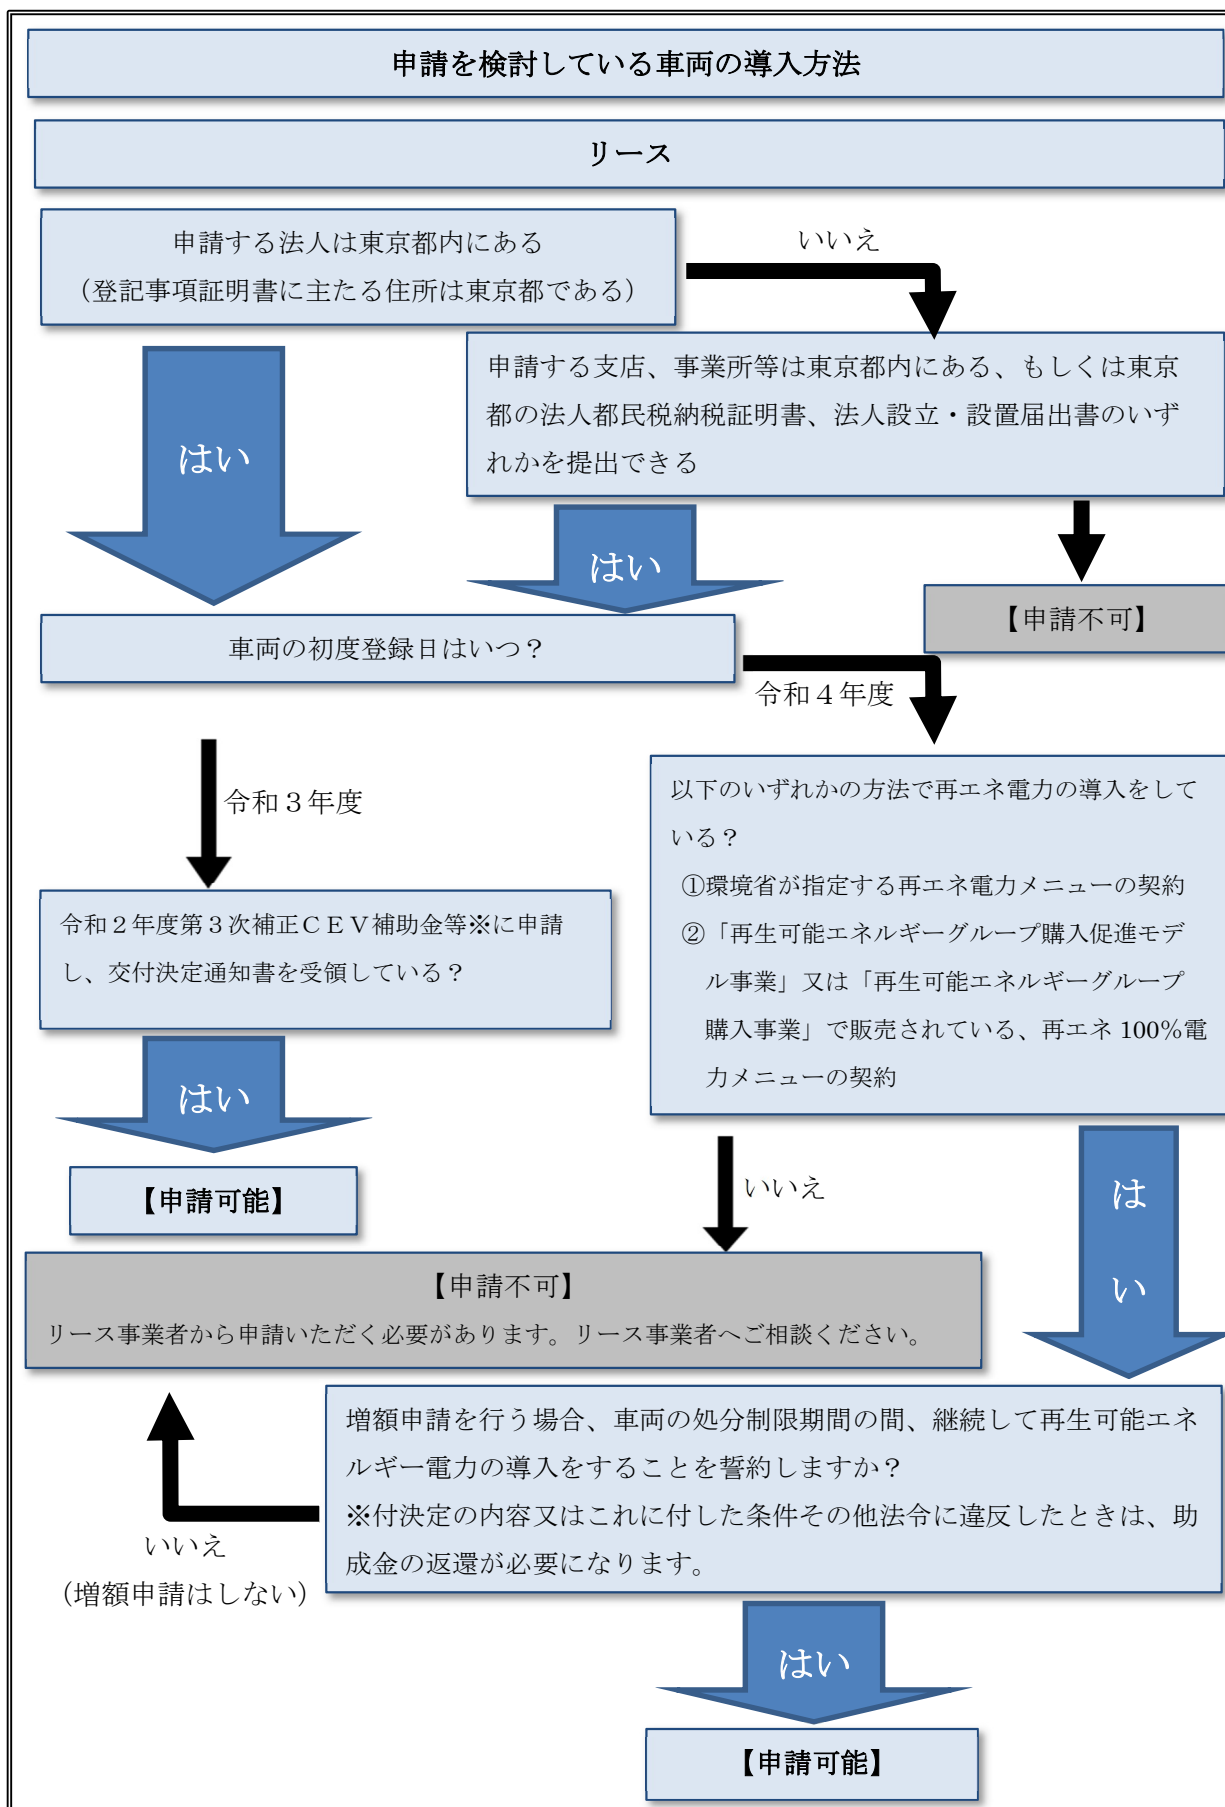 申請を検討している車両の導入方法
リース
申請する法人は東京都内にある
（登記事項証明書に主たる住所は東京都である）
いいえ
申請する支店、事業所等は東京都内にある、もしくは東京
都の法人都民税納税証明書、法人設立・設置届出書のいず
れかを提出できる
はい
はい
【申請不可】
車両の初度登録日はいつ？
令和４年度
令和３年度
以下のいずれかの方法で再エネ電力の導入をして
いる？
①環境省が指定する再エネ電力メニューの契約
②「再生可能エネルギーグループ購入促進モデ
ル事業」又は「再生可能エネルギーグループ
購入事業」で販売されている、再エネ 100%電
力メニューの契約
令和２年度第３次補正ＣＥＶ補助金等※に申請
し、交付決定通知書を受領している？
はい
【申請可能】
いいえ
は
い
【申請不可】
リース事業者から申請いただく必要があります。リース事業者へご相談ください。
増額申請を行う場合、車両の処分制限期間の間、継続して再生可能エネ
ルギー電力の導入をすることを誓約しますか？
※付決定の内容又はこれに付した条件その他法令に違反したときは、助
成金の返還が必要になります。
いいえ
（増額申請はしない）
はい
【申請可能】